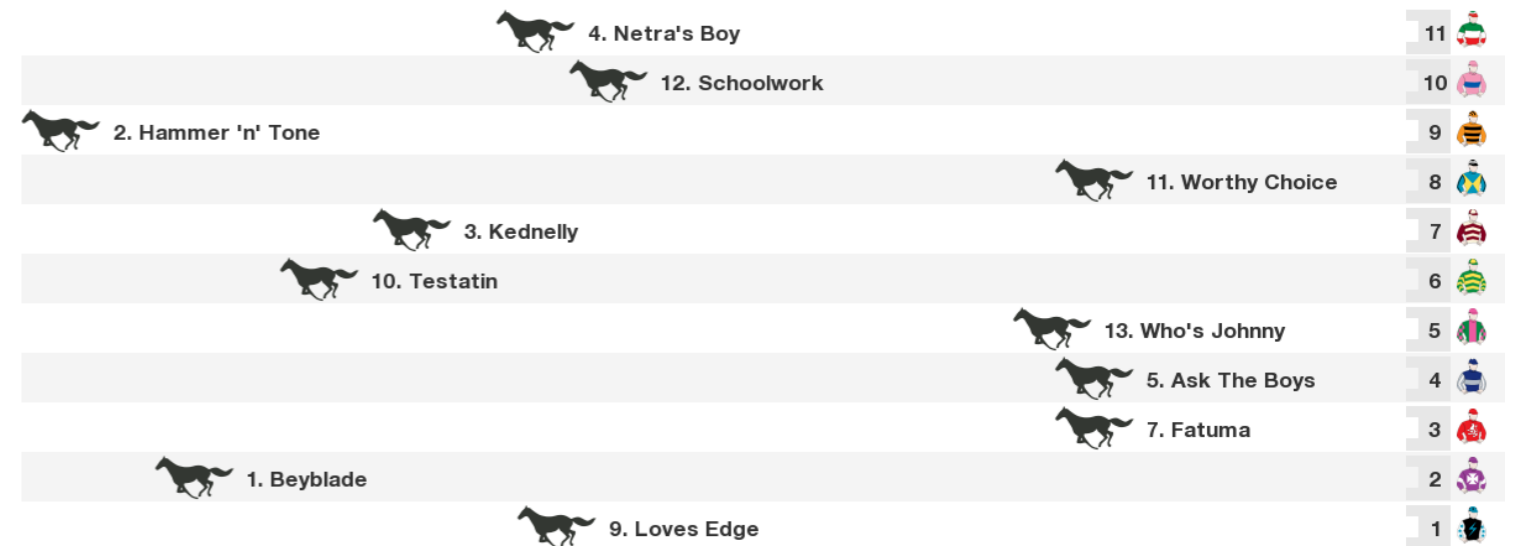 4. Netra's Boy 11
12. Schoolwork 10
2. Hammer 'n' Tone 9
11. Worthy Choice 8
3. Kednelly 7
10. Testatin 6
13. Who's Johnny 5
5. Ask The Boys 4
7. Fatuma 3
1. Beyblade 2
9. Loves Edge 1